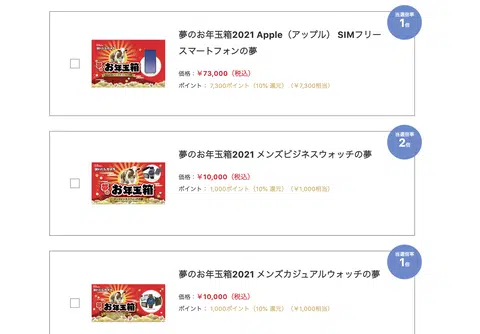 当選倍率
1倍
夢のお年玉箱2021 Apple（アップル） SIMフリー
スマートフォンの夢
お年玉箱
価格：￥73,000（税込）
ポイント： 7,300ポイント（10% 還元）（￥7,300相当）
当選倍率
2倍
夢のお年玉箱2021 メンズビジネスウォッチの夢
お年玉箱
価格：￥10,000（税込）
ポイント： 1,000ポイント（10% 還元）（￥1,000相当）
当選倍率
1倍
夢のお年玉箱2021 メンズカジュアルウォッチの夢
お年玉箱
価格：￥10,000（税込）
ポイント： 1,000ポイント（10% 還元）（￥1,000相当）